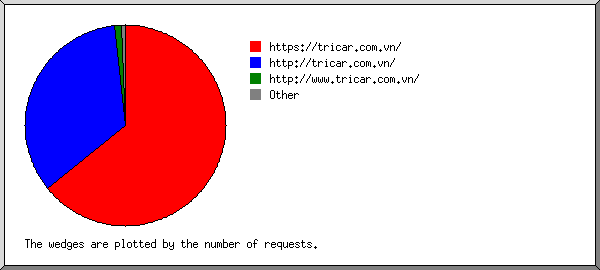 https://tricar.com.vn/
http://tricar.com.vn/
http://www.tricar.com.vn/
Other
The wedges are plotted by the number of requests.